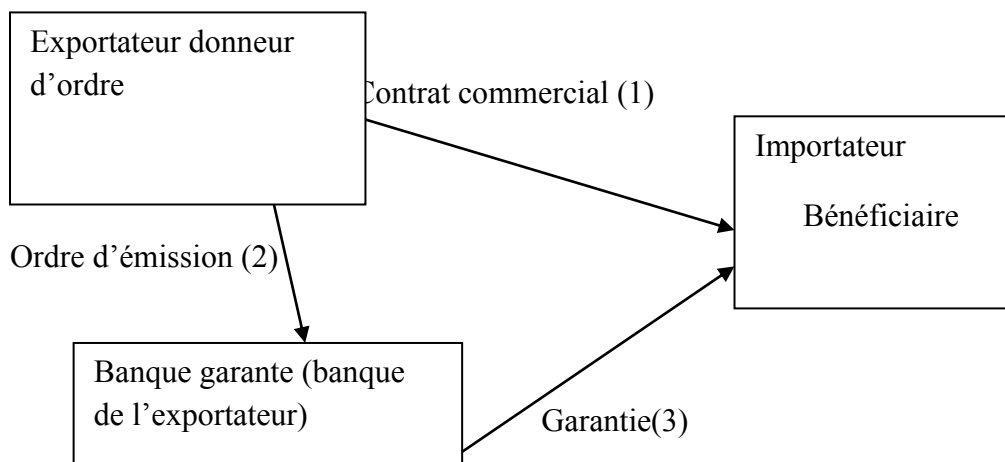 Exportateur donneur
d’ordre
Contrat commercial (1)
Importateur
Bénéficiaire
Ordre d’émission (2)
Banque garante (banque
de l’exportateur)
Garantie(3)